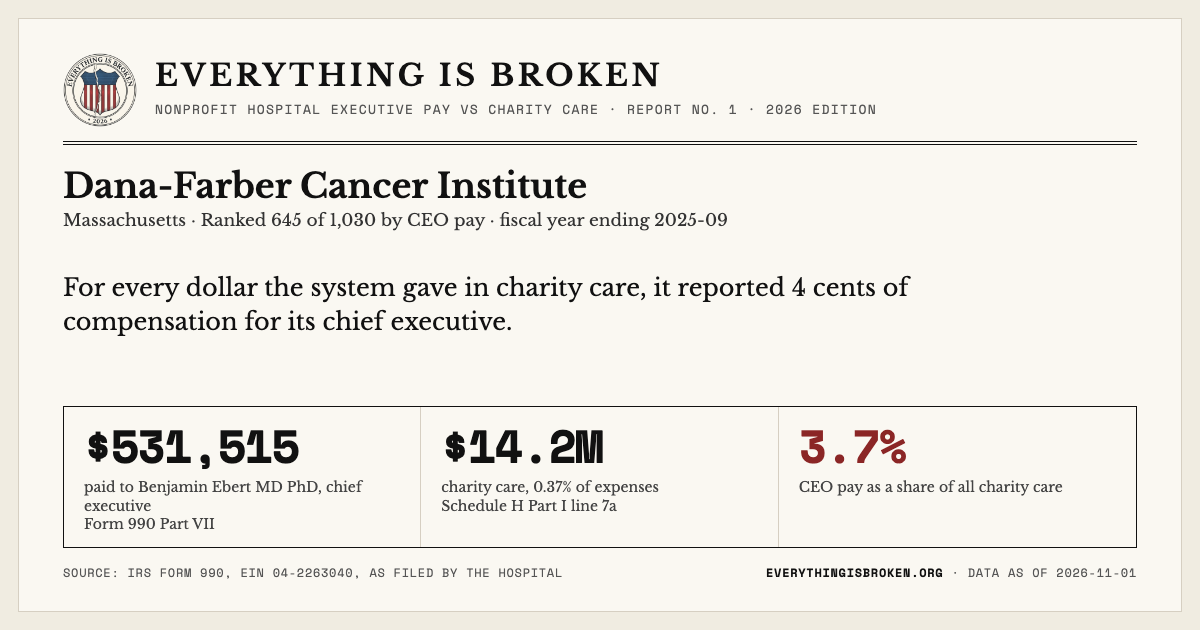 EVERYTHING IS BROKEN
2026
EVERYTHING IS BROKEN
NONPROFIT HOSPITAL EXECUTIVE PAY VS CHARITY CARE · REPORT NO. 1 · 2026 EDITION
Dana-Farber Cancer Institute
Massachusetts · Ranked 645 of 1,030 by CEO pay · fiscal year ending 2025-09
For every dollar the system gave in charity care, it reported 4 cents of
compensation for its chief executive.
$531,515
paid to Benjamin Ebert MD PhD, chief
executive
Form 990 Part VII
$14.2M
charity care, 0.37% of expenses
Schedule H Part I line 7a
3.7%
CEO pay as a share of all charity care
SOURCE: IRS FORM 990, EIN 04-2263040, AS FILED BY THE HOSPITAL
EVERYTHINGISBROKEN.ORG · DATA AS OF 2026-11-01